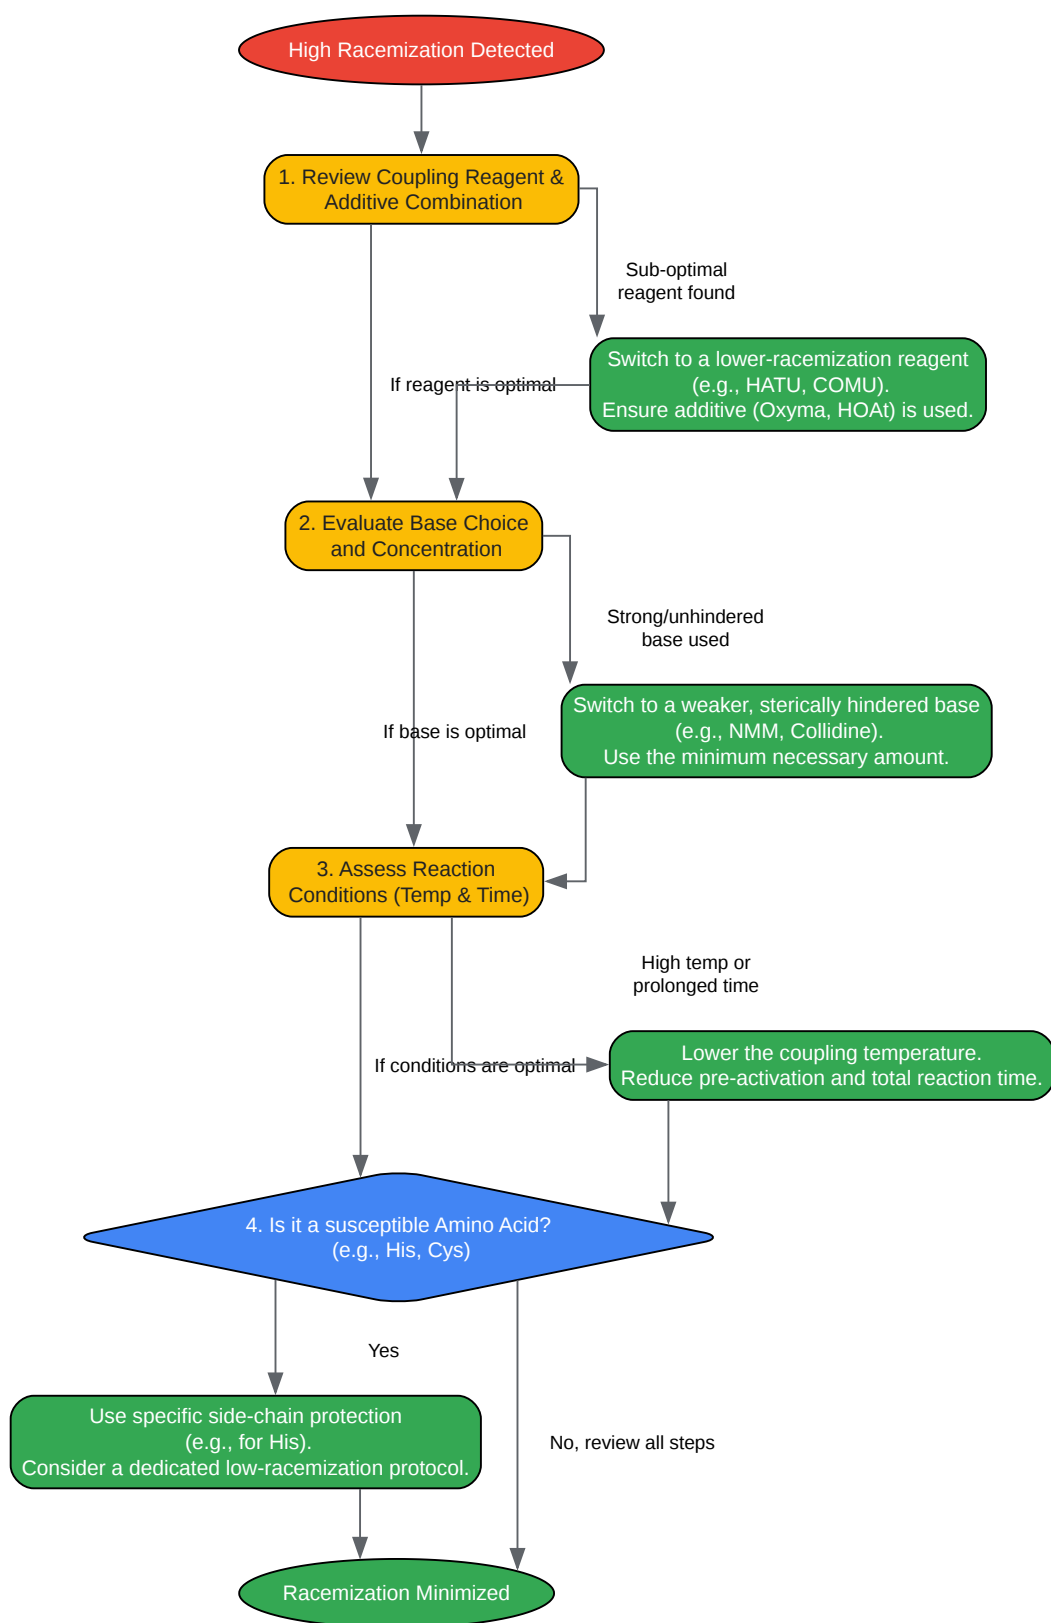 High Racemization Detected
1. Review Coupling Reagent &
Additive Combination
Sub-optimal
reagent found
Switch to a lower-racemization reagent
(e.g., HATU, COMU).
Ensure additive (Oxyma, HOAt) is used.
If reagent is optimal
2. Evaluate Base Choice
and Concentration
Strong/unhindered
base used
Switch to a weaker, sterically hindered base
(e.g., NMM, Collidine).
Use the minimum necessary amount.
If base is optimal
3. Assess Reaction
Conditions (Temp & Time)
High temp or
prolonged time
Lower the coupling temperature.
Reduce pre-activation and total reaction time.
If conditions are optimal
4. Is it a susceptible Amino Acid?
(e.g., His, Cys)
Yes
Use specific side-chain protection
(e.g., for His).
Consider a dedicated low-racemization protocol.
No, review all steps
Racemization Minimized